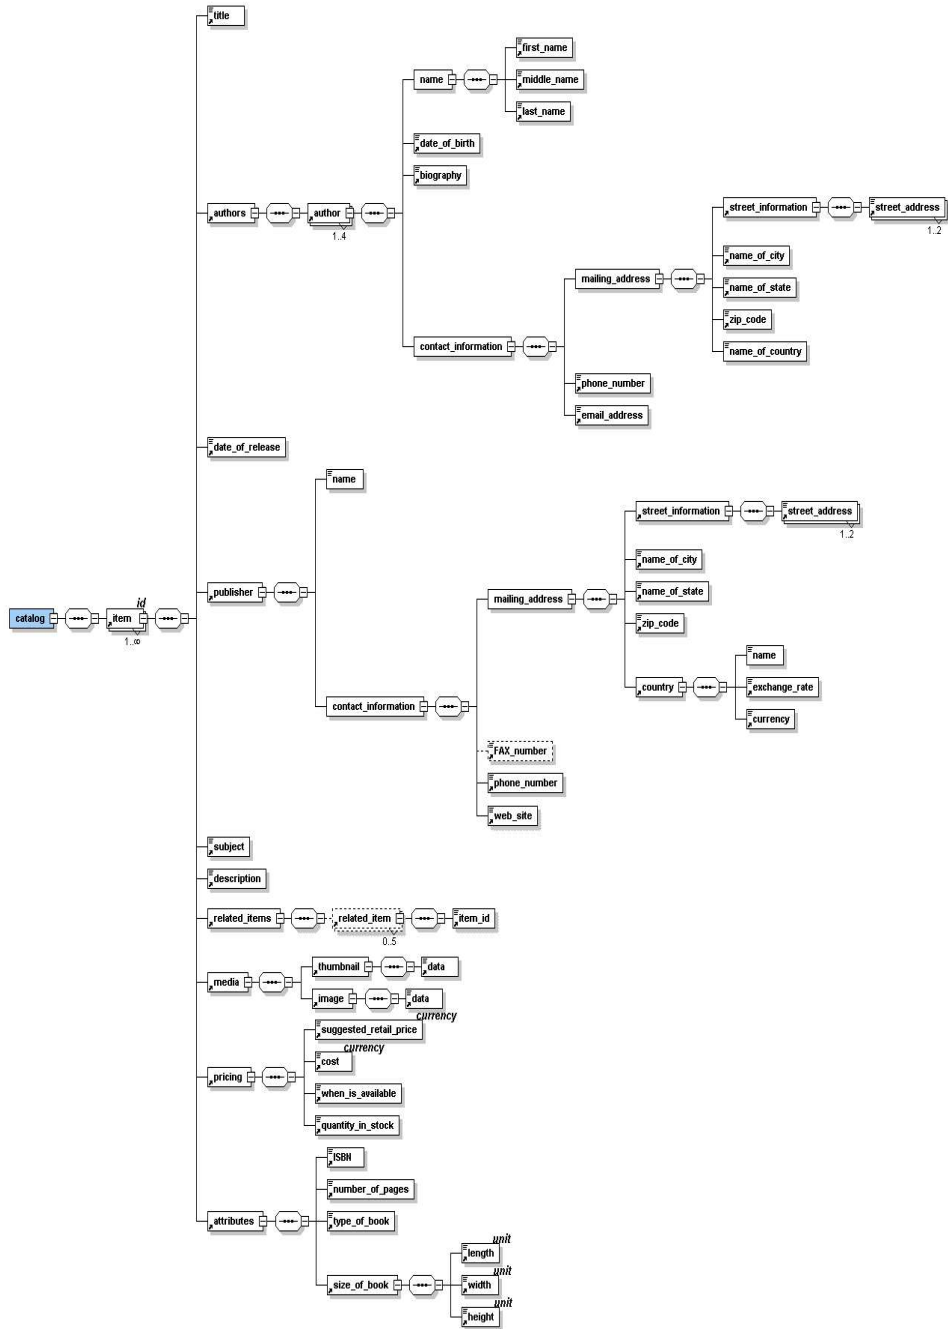 title
first_name
name
middle_name
last_name
date_of_birth
biography
authors
author
1..4
street_information
street_address
1..2
name_of_city
mailing_address
name_of_state
zip_code
contact_information
name_of_country
phone_number
email_address
date_of_release
name
street_information
street_address
1..2
name_of_city
publisher
mailing_address
name_of_state
id
catalog
item
1..∞
zip_code
name
country
exchange_rate
contact_information
currency
FAX_number
phone_number
web_site
subject
description
related_items
related_item
item_id
0..5
thumbnail
data
media
image
data
currency
suggested_retail_price
currency
cost
pricing
when_is_available
quantity_in_stock
ISBN
number_of_pages
attributes
type_of_book
unit
length
unit
size_of_book
width
unit
height